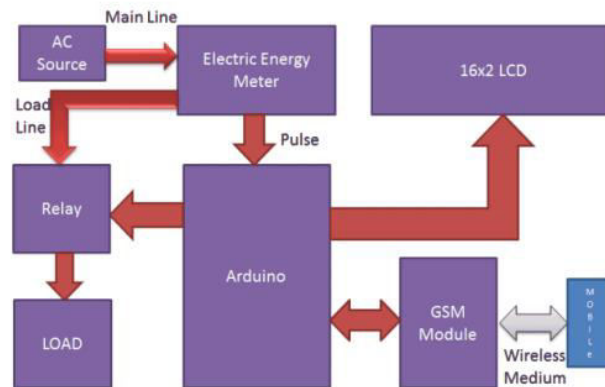 Main Line
AC
Source
Electric Energy
Meter
16x2 LCD
Load
Line
Pulse
Relay
Arduino
GSM
Module
LOAD
Wireless
Medium
MOBILe